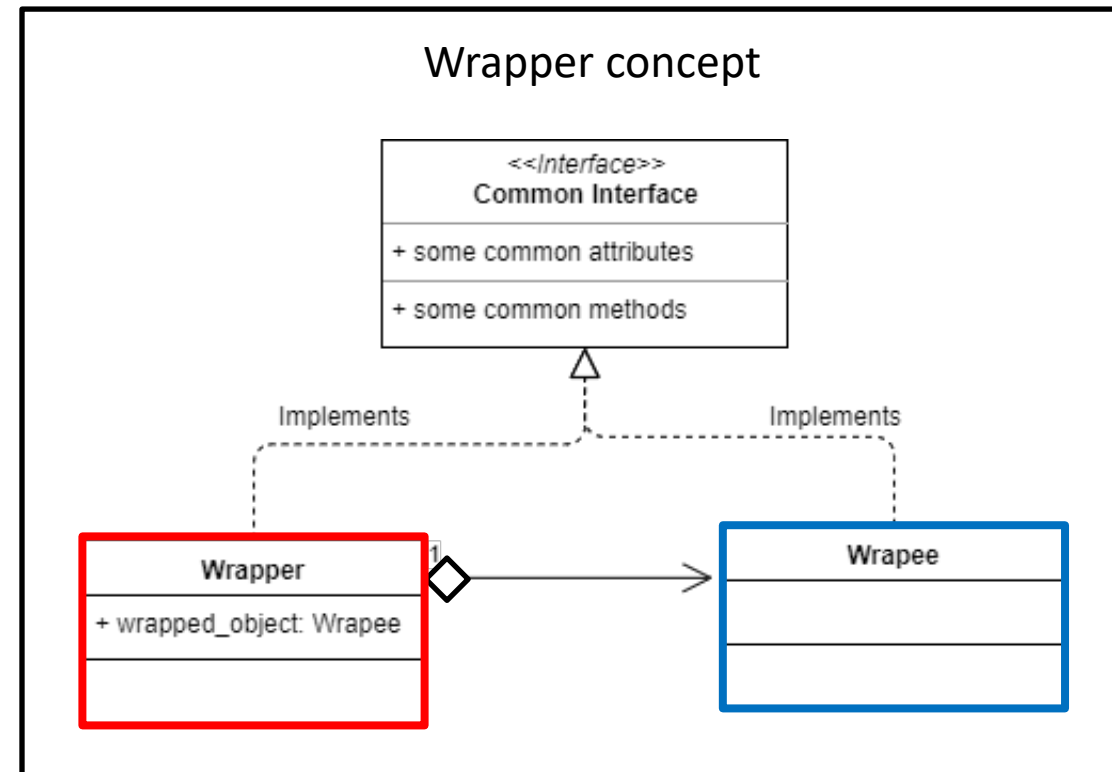 Wrapper concept
<<Interface>>
Common Interface
+ some common attributes
+ some common methods
Implements
Implements
Wrapper
+ wrapped_object: Wrapee
1
Wrapee